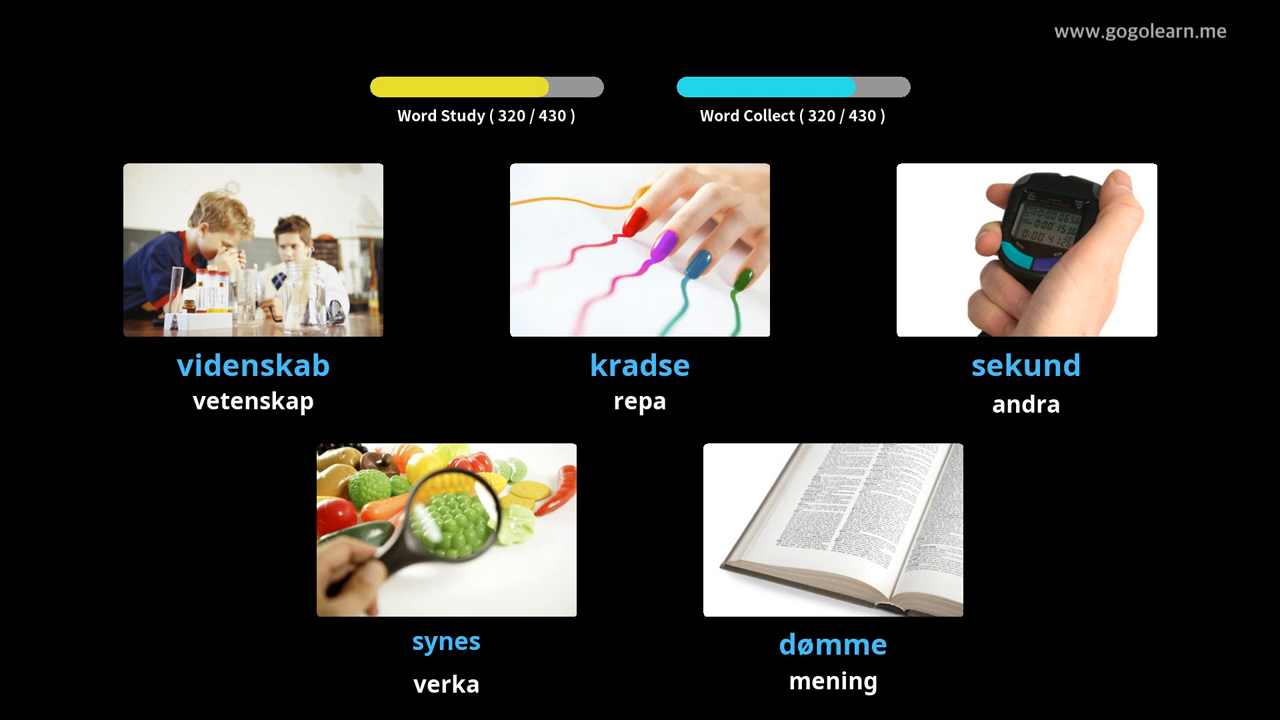 www.gogolearn.me
Word Study ( 320 / 430 )
Word Collect ( 320 / 430 )
videnskab
vetenskap
kradse
repa
sekund
andra
synes
verka
dømme
mening